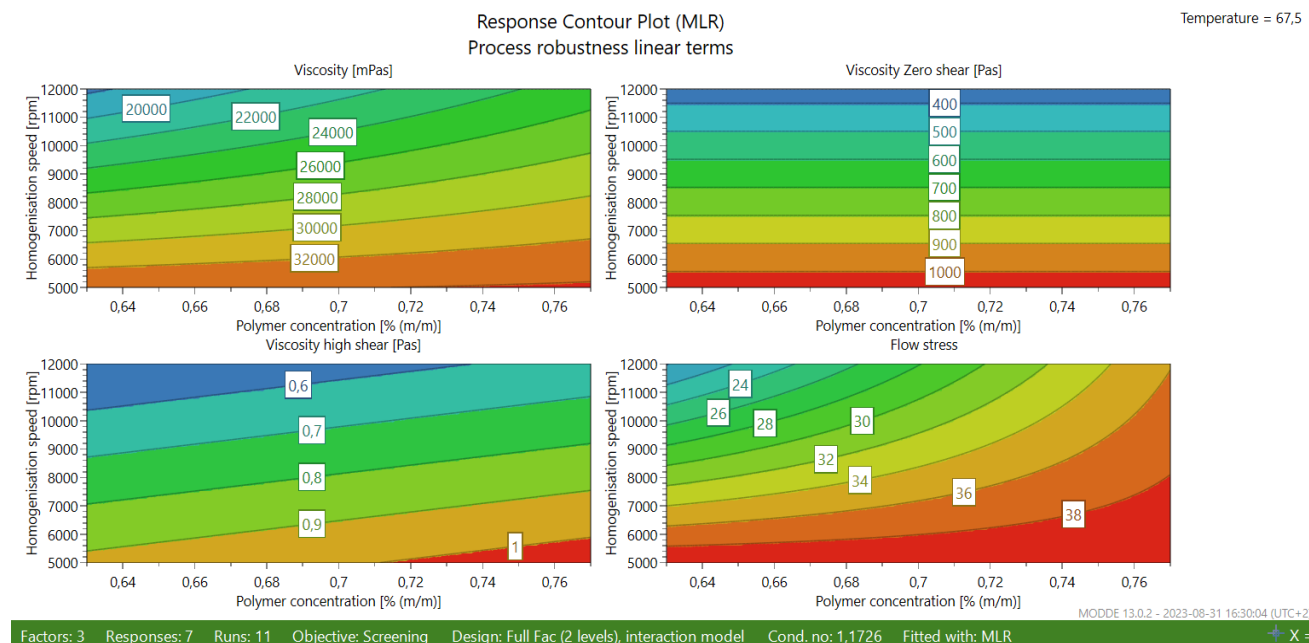 Response Contour Plot (MLR)
Temperature = 67,5
Process robustness linear terms
Viscosity [mPas]
Homogenisation speed [rpm]
12000
11000
10000
9000
8000
7000
6000
5000
20000
22000
24000
26000
28000
30000
32000
0,64 0,66 0,68 0,7 0,72 0,74 0,76
Polymer concentration [% (m/m)]
Viscosity Zero shear [Pas]
Homogenisation speed [rpm]
12000
11000
10000
9000
8000
7000
6000
5000
400
500
600
700
800
900
1000
0,64 0,66 0,68 0,7 0,72 0,74 0,76
Polymer concentration [% (m/m)]
Viscosity high shear [Pas]
Homogenisation speed [rpm]
12000
11000
10000
9000
8000
7000
6000
5000
0,6
0,7
0,8
0,9
1
0,64 0,66 0,68 0,7 0,72 0,74 0,76
Polymer concentration [% (m/m)]
Flow stress
Homogenisation speed [rpm]
12000
11000
10000
9000
8000
7000
6000
5000
24
26
28
30
32
34
36
38
0,64 0,66 0,68 0,7 0,72 0,74 0,76
Polymer concentration [% (m/m)]
MODDE 13.0.2 - 2023-08-31 16:30:04 (UTC+2
Factors: 3 Responses: 7 Runs: 11 Objective: Screening Design: Full Fac (2 levels), interaction model Cond. no: 1,1726 Fitted with: MLR X =